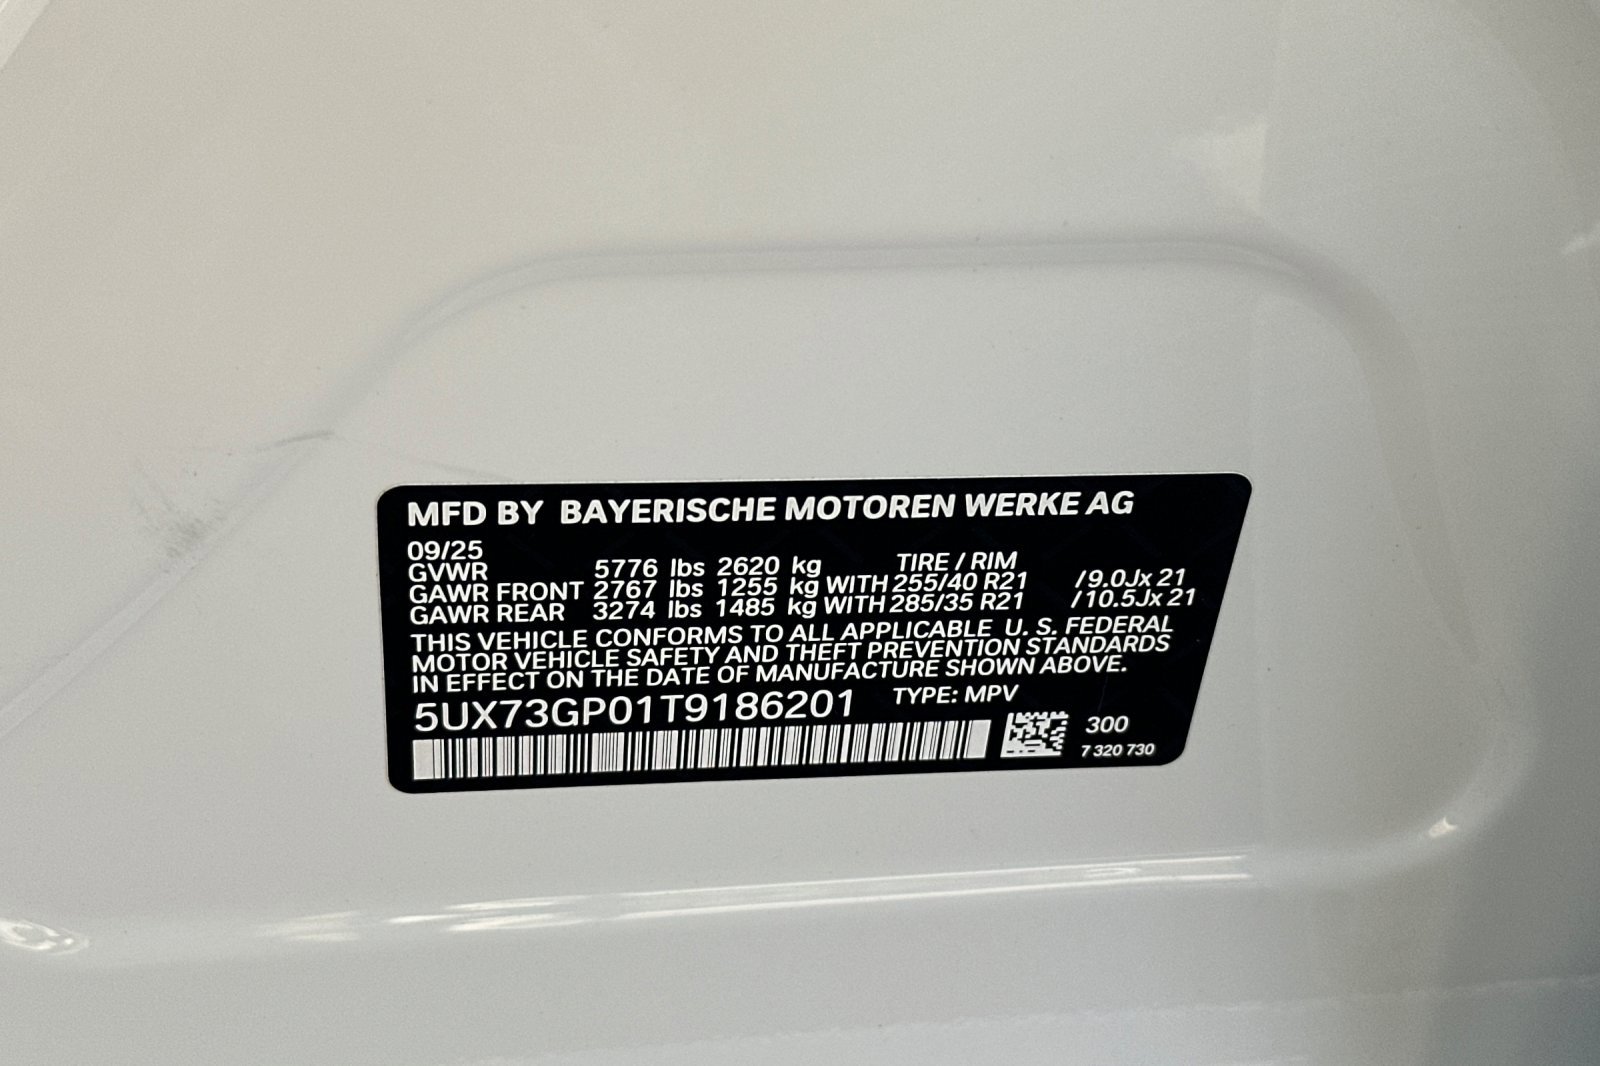 MFD BY BAYERISCHE MOTOREN WERKE AG
09/25
GVWR 5776 lbs 2620 kg TIRE / RIM
GAWR FRONT 2767 lbs 1255 kg WITH 255/40 R21 /9.0Jx 21
GAWR REAR 3274 lbs 1485 kg WITH 285/35 R21 /10.5Jx 21
THIS VEHICLE CONFORMS TO ALL APPLICABLE U. S. FEDERAL
MOTOR VEHICLE SAFETY AND THEFT PREVENTION STANDARDS
IN EFFECT ON THE DATE OF MANUFACTURE SHOWN ABOVE.
5UX73GP01T9186201 TYPE: MPV
300
7 320 730